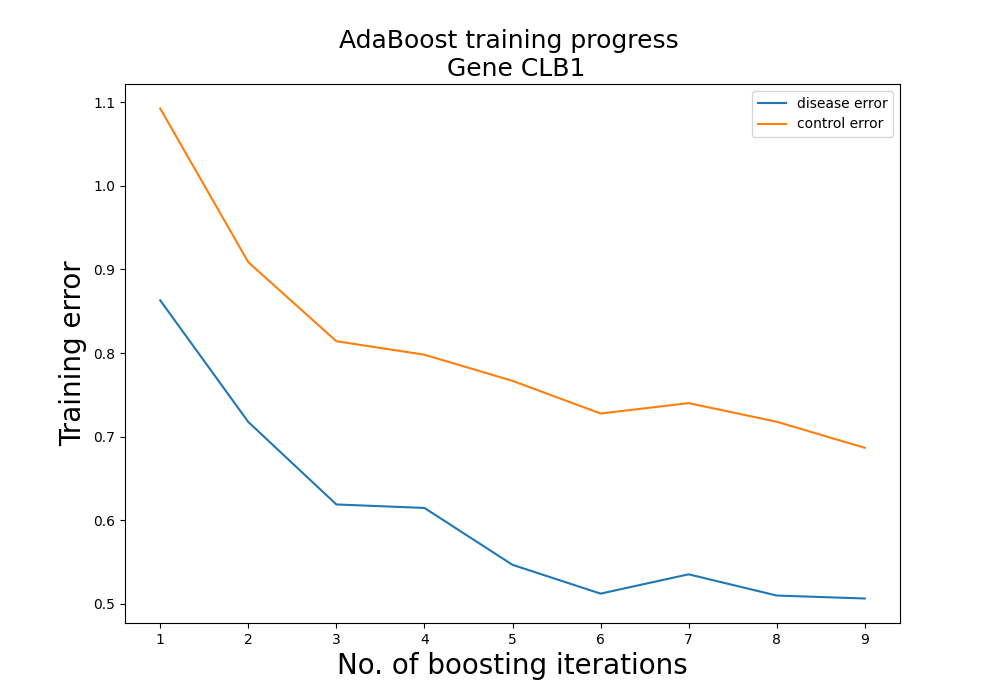 AdaBoost training progress
Gene CLB1
disease error
control error
Training error
1.1
1.0
0.9
0.8
0.7
0.6
0.5
1 2 3 4 5 6 7 8 9
No. of boosting iterations